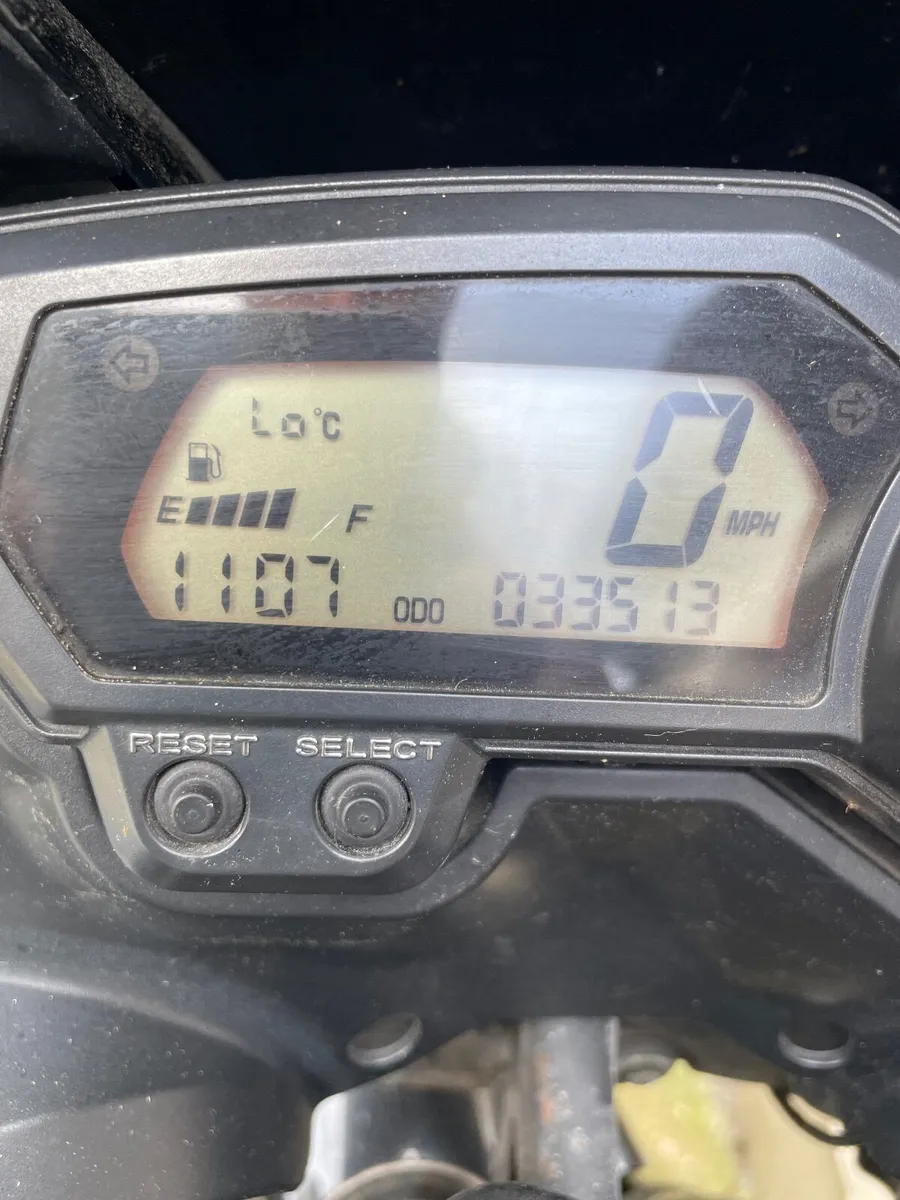 Lo°C
0 MPH
E F
1107 ODO 033513
RESET SELECT